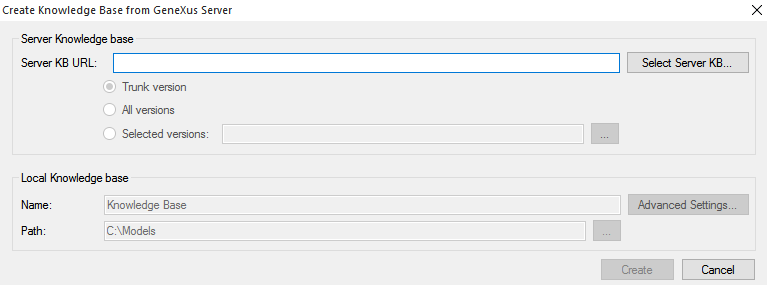 Create Knowledge Base from GeneXus Server
Server Knowledge base
Server KB URL:
Select Server KB...
Trunk version
All versions
Selected versions:
...
Local Knowledge base
Name:
Knowledge Base
Advanced Settings...
Path:
C:\Models
...
Create
Cancel